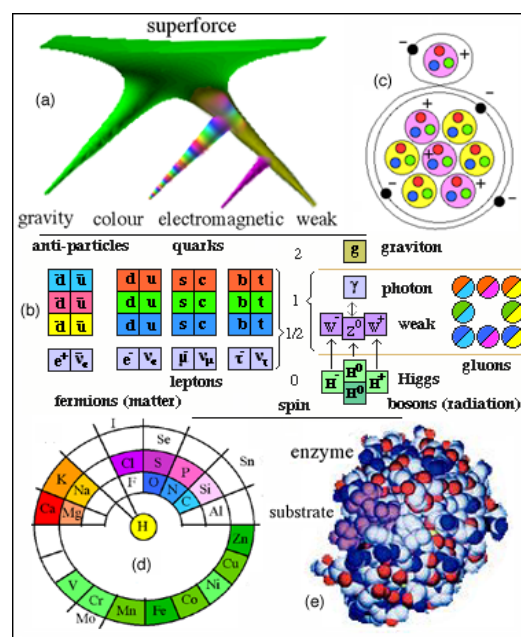 superforce
(a)
gravity colour electromagnetic weak
− + (c)
−
+
+
− + −
anti-particles quarks 2 g graviton
(b)
d̄ ū d u s c b t
d̄ ū d u s c b t
d̄ ū d u s c b t
1 γ photon
1/2 W⁻ Z⁰ W⁺ weak
e⁺ ν̄e e⁻ νe μ̄ νμ τ̄ ντ
gluons
leptons
0 H⁻ H⁰ H⁺ Higgs
H⁰
fermions (matter) spin bosons (radiation)
I Se Sn
K Cl S P
Na F O N Si
C
Ca Mg H Al
Zn
(d)
Cu
V Ni
Cr Co
Mo Mn Fe
enzyme
substrate
(e)